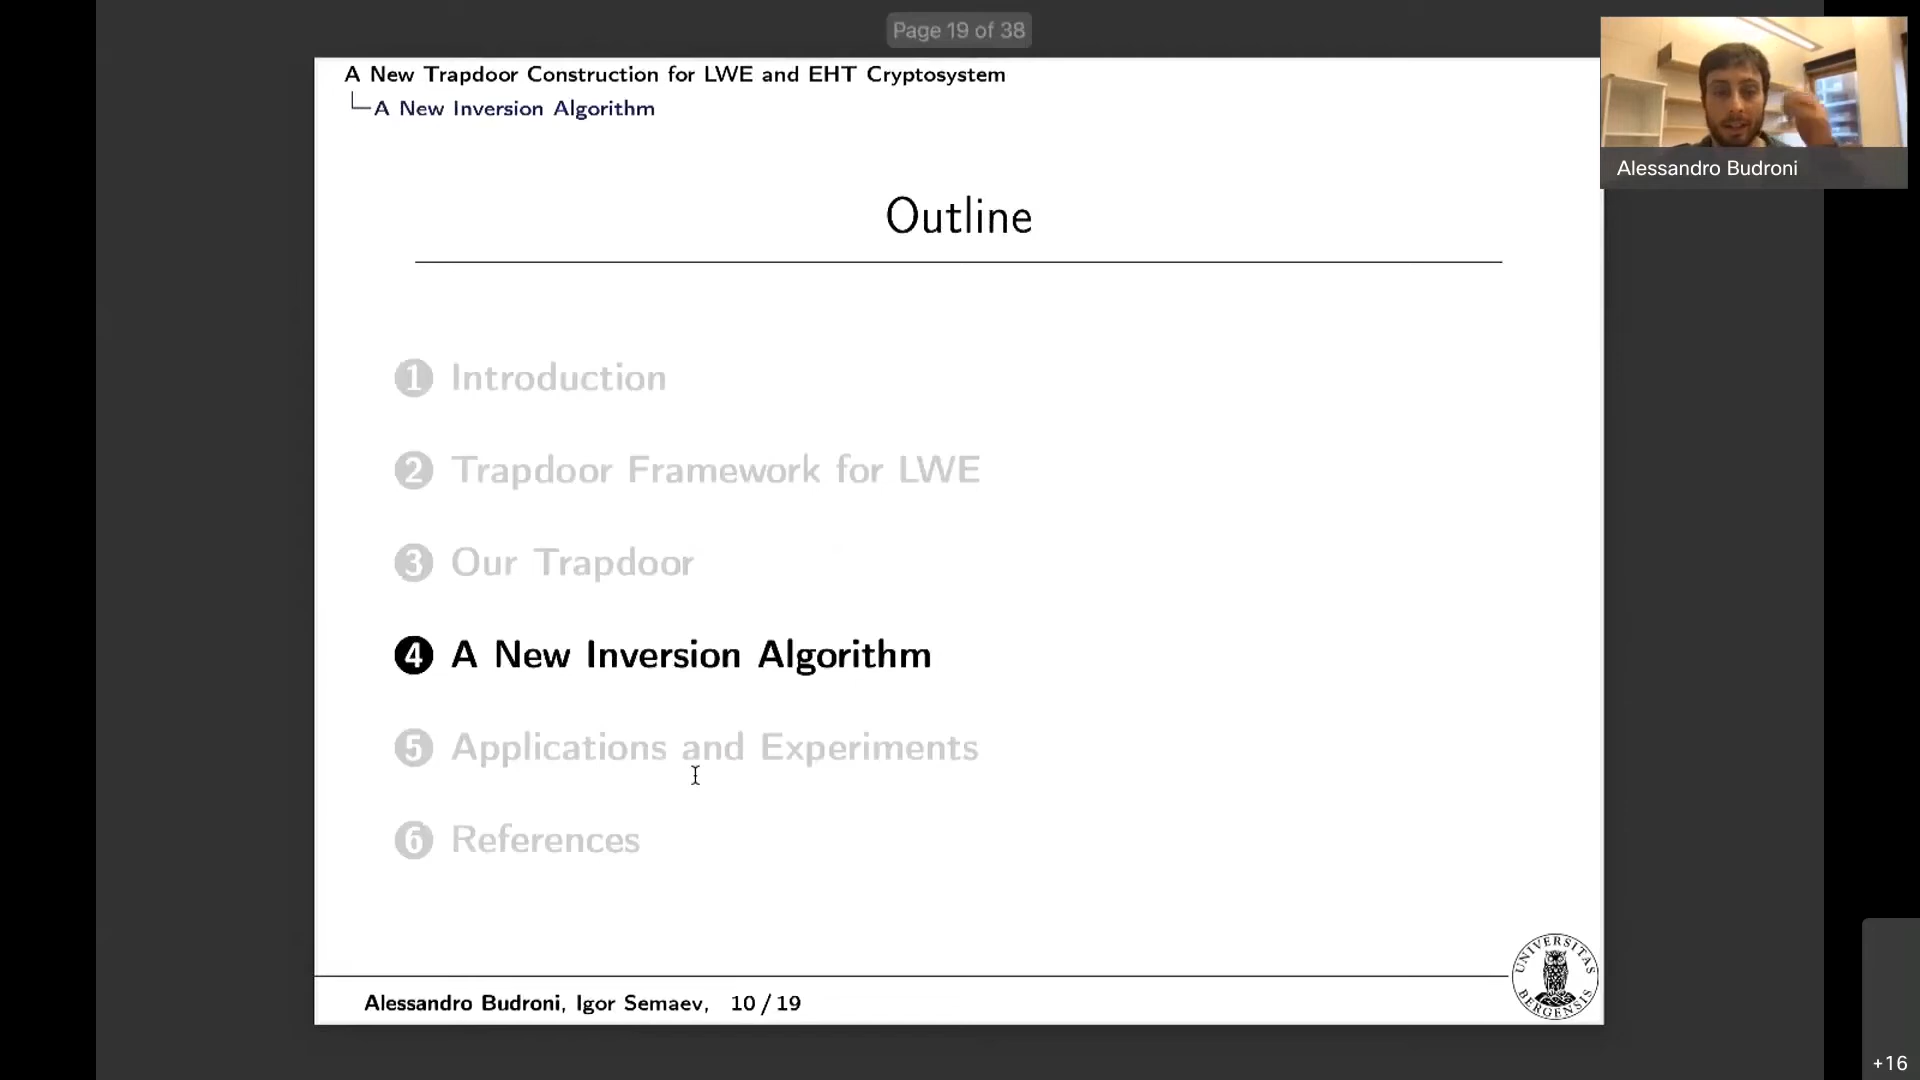 Page 19 of 38
A New Trapdoor Construction for LWE and EHT Cryptosystem
A New Inversion Algorithm
Alessandro Budroni
Outline
1 Introduction
2 Trapdoor Framework for LWE
3 Our Trapdoor
4 A New Inversion Algorithm
5 Applications and Experiments
6 References
UNIVERSITAS
BERGENSIS
Alessandro Budroni, Igor Semaev, 10 / 19
+16